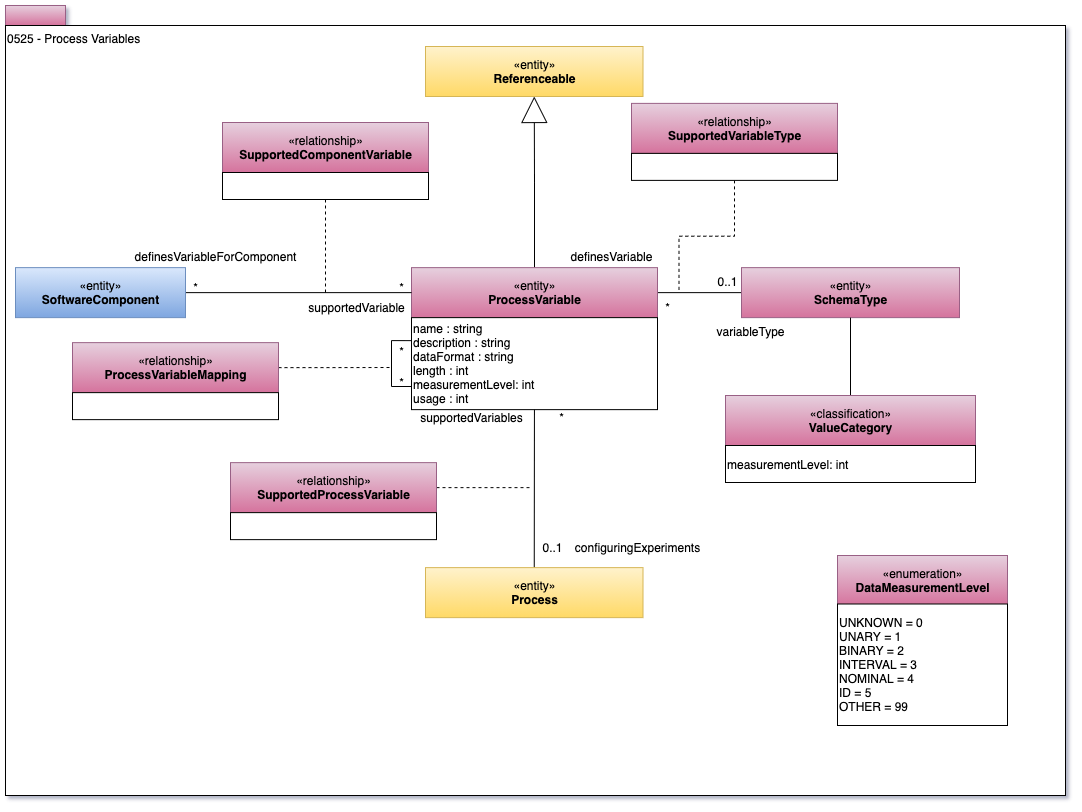 0525 - Process Variables
«entity»
Referenceable
«relationship»
SupportedVariableType
«relationship»
SupportedComponentVariable
definesVariableForComponent
definesVariable
«entity»
SoftwareComponent
*
*
supportedVariable
«entity»
ProcessVariable
name : string
description : string
dataFormat : string
length : int
measurementLevel: int
usage : int
*
0..1
variableType
«entity»
SchemaType
«relationship»
ProcessVariableMapping
*
*
supportedVariables
*
«classification»
ValueCategory
measurementLevel: int
«relationship»
SupportedProcessVariable
0..1
configuringExperiments
«entity»
Process
«enumeration»
DataMeasurementLevel
UNKNOWN = 0
UNARY = 1
BINARY = 2
INTERVAL = 3
NOMINAL = 4
ID = 5
OTHER = 99